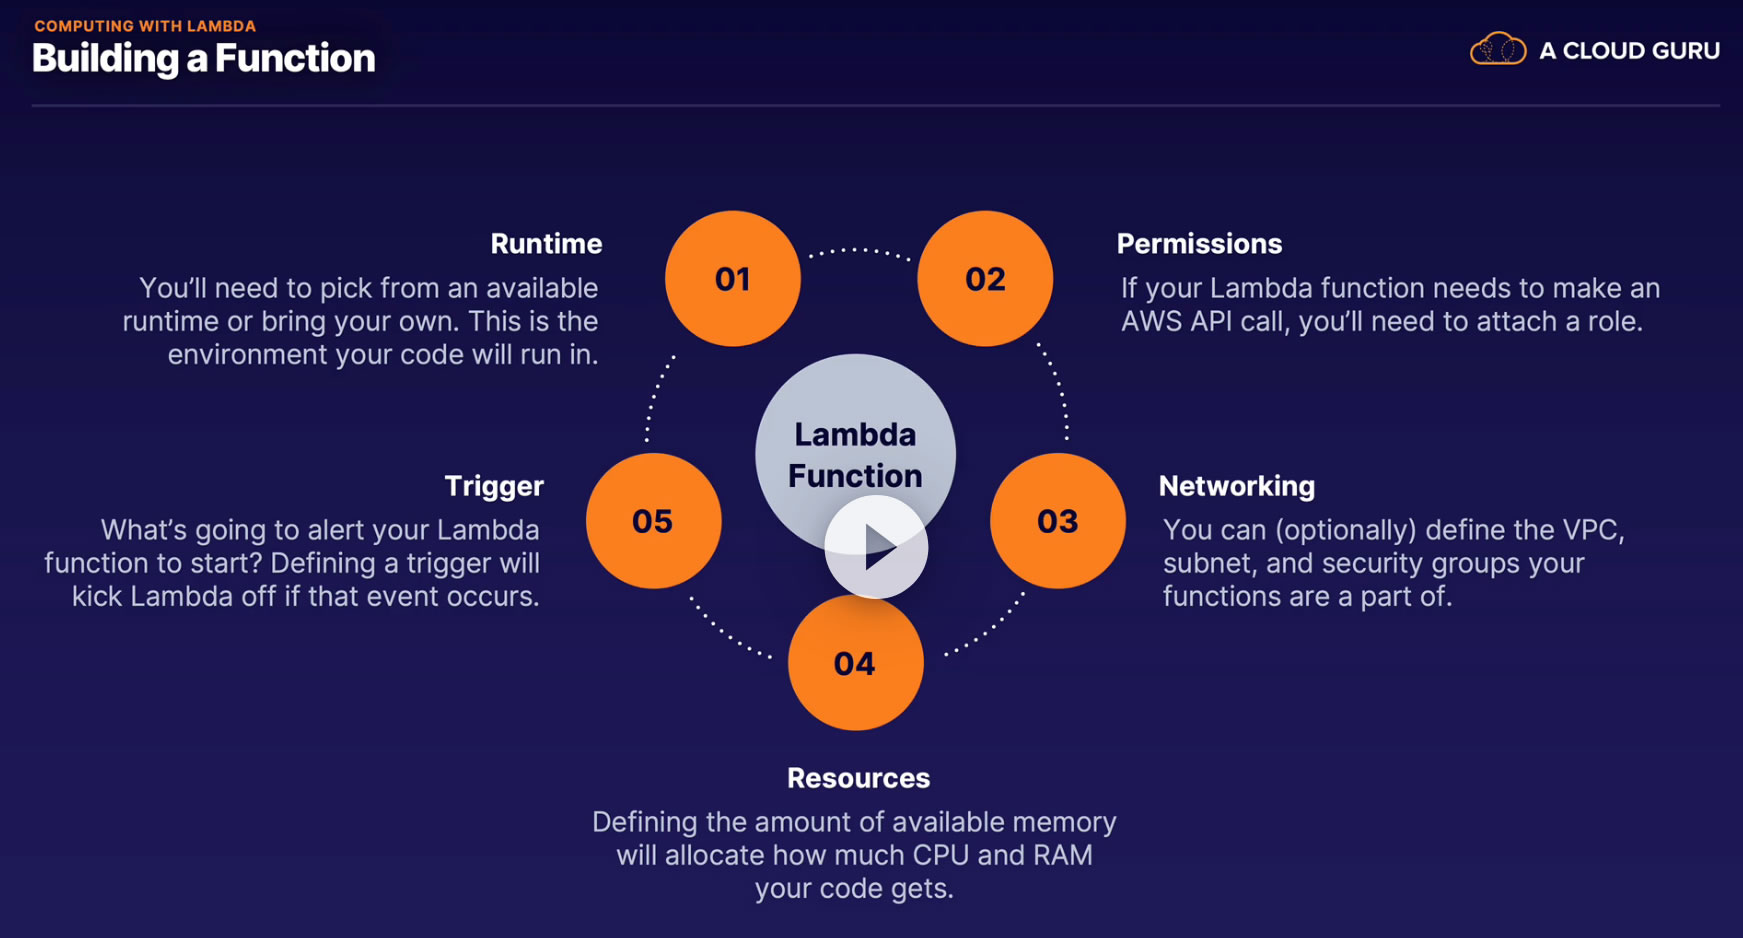 COMPUTING WITH LAMBDA
Building a Function
A CLOUD GURU
01
Runtime
You’ll need to pick from an available
runtime or bring your own. This is the
environment your code will run in.
02
Permissions
If your Lambda function needs to make an
AWS API call, you’ll need to attach a role.
Lambda
Function
05
Trigger
What’s going to alert your Lambda
function to start? Defining a trigger will
kick Lambda off if that event occurs.
03
Networking
You can (optionally) define the VPC,
subnet, and security groups your
functions are a part of.
04
Resources
Defining the amount of available memory
will allocate how much CPU and RAM
your code gets.